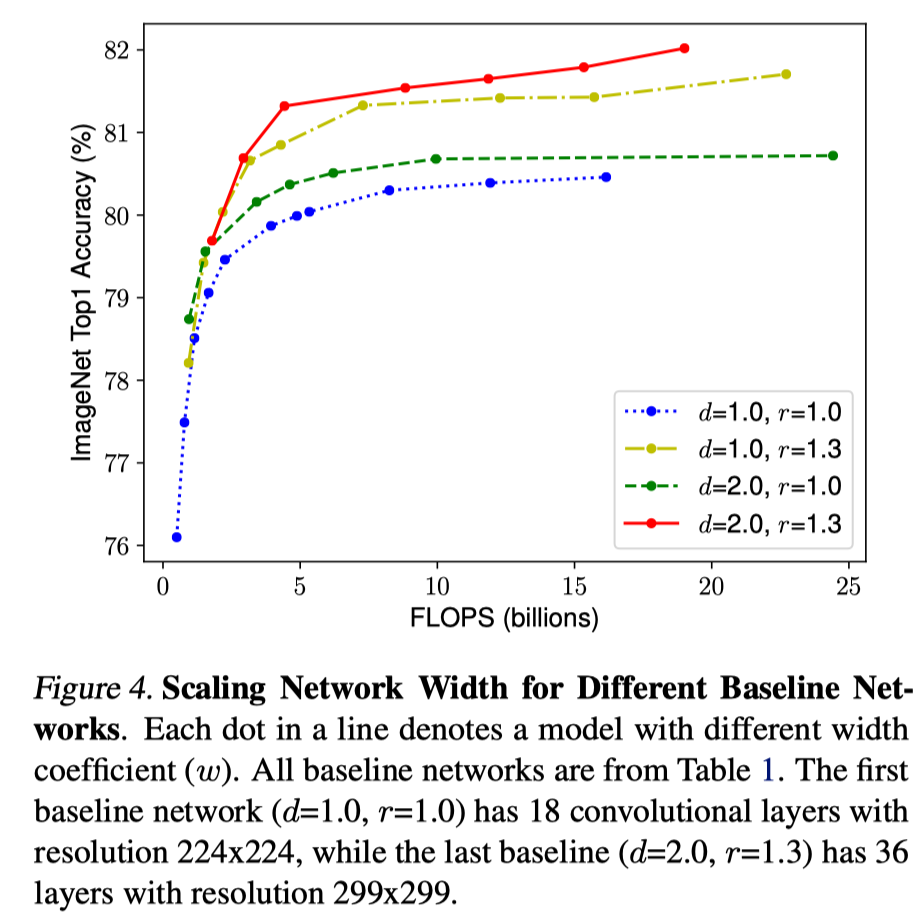 82
81
80
79
78
77
76
ImageNet Top1 Accuracy (%)
d=1.0, r=1.0
d=1.0, r=1.3
d=2.0, r=1.0
d=2.0, r=1.3
0 5 10 15 20 25
FLOPS (billions)
Figure 4. Scaling Network Width for Different Baseline Net-
works. Each dot in a line denotes a model with different width
coefficient (w). All baseline networks are from Table 1. The first
baseline network (d=1.0, r=1.0) has 18 convolutional layers with
resolution 224x224, while the last baseline (d=2.0, r=1.3) has 36
layers with resolution 299x299.